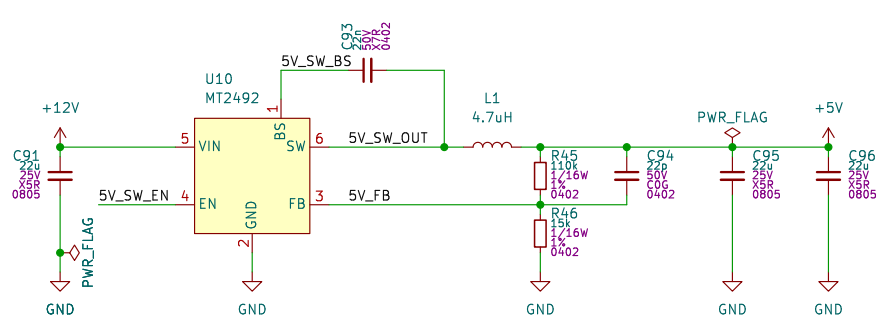 C93
22n
50V
X7R
0402
5V_SW_BS
U10
MT2492
L1
4.7uH
+12V
PWR_FLAG
+5V
1
BS
5
VIN
SW
6
5V_SW_OUT
C91
22u
25V
X5R
0805
R45
110k
1/16W
1%
0402
C94
22p
50V
C0G
0402
C95
22u
25V
X5R
0805
C96
22u
25V
X5R
0805
5V_SW_EN
4
EN
GND
2
FB
3
5V_FB
R46
15k
1/16W
1%
0402
PWR_FLAG
GND
GND
GND
GND
GND